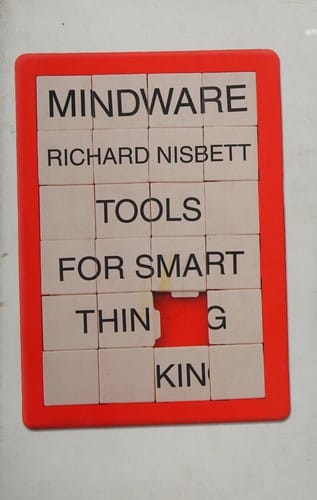 MINDWARE
RICHARD NISBETT
TOOLS
FOR SMART
THIN G
KIN